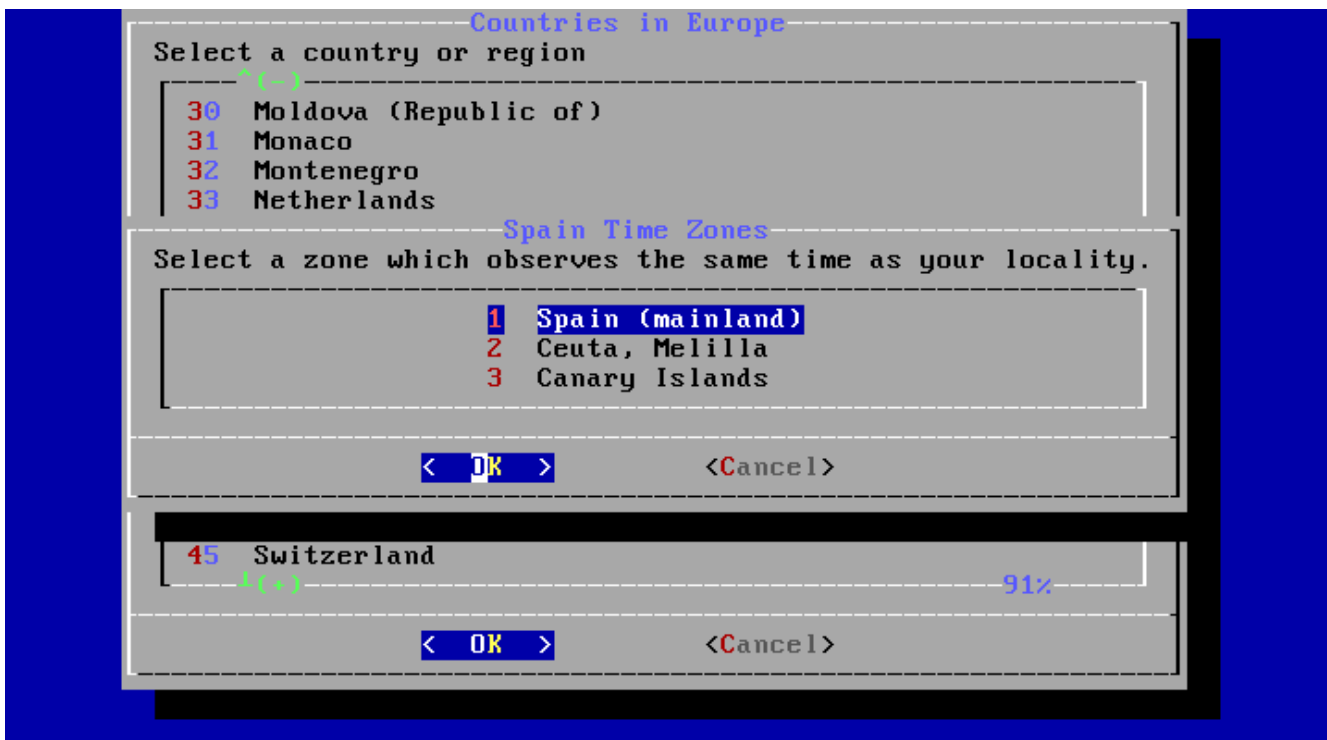 Countries in Europe
Select a country or region
^(-)
30 Moldova (Republic of)
31 Monaco
32 Montenegro
33 Netherlands
Spain Time Zones
Select a zone which observes the same time as your locality.
1 Spain (mainland)
2 Ceuta, Melilla
3 Canary Islands
< OK > <Cancel>
45 Switzerland
┴(+) 91%
< OK > <Cancel>